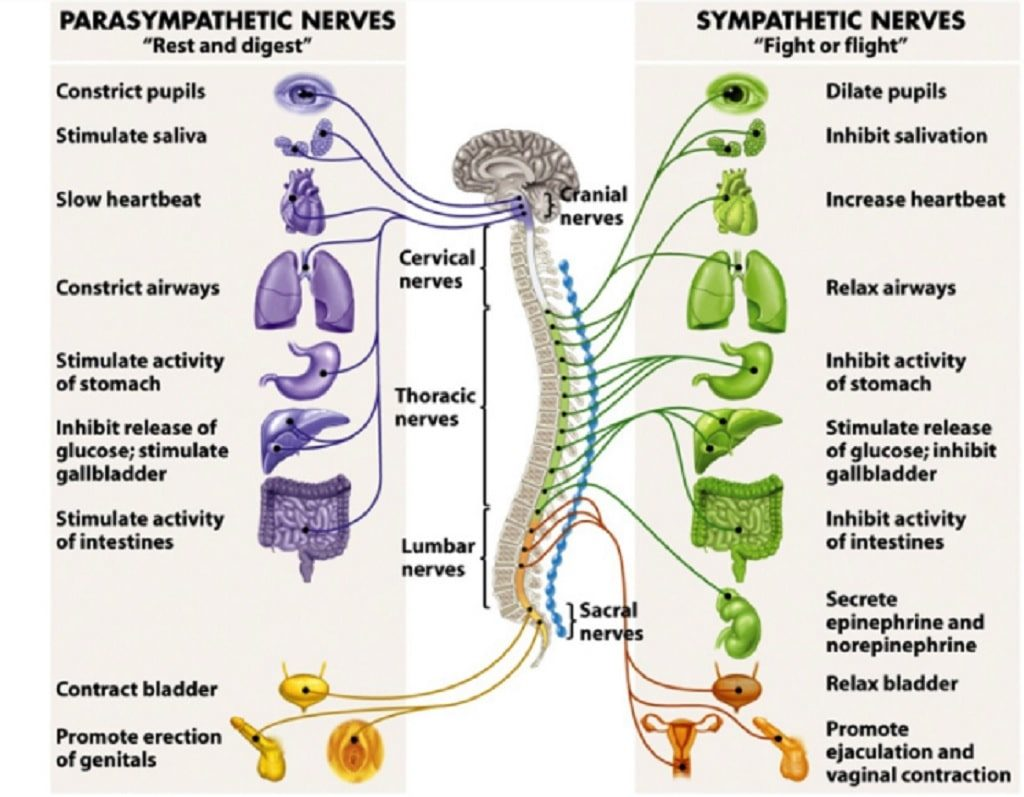 PARASYMPATHETIC NERVES
"Rest and digest"
Constrict pupils
Stimulate saliva
Slow heartbeat
Constrict airways
Stimulate activity
of stomach
Inhibit release of
glucose; stimulate
gallbladder
Stimulate activity
of intestines
Contract bladder
Promote erection
of genitals
Cranial
nerves
Cervical
nerves
Thoracic
nerves
Lumbar
nerves
Sacral
nerves
SYMPATHETIC NERVES
"Fight or flight"
Dilate pupils
Inhibit salivation
Increase heartbeat
Relax airways
Inhibit activity
of stomach
Stimulate release
of glucose; inhibit
gallbladder
Inhibit activity
of intestines
Secrete
epinephrine and
norepinephrine
Relax bladder
Promote
ejaculation and
vaginal contraction